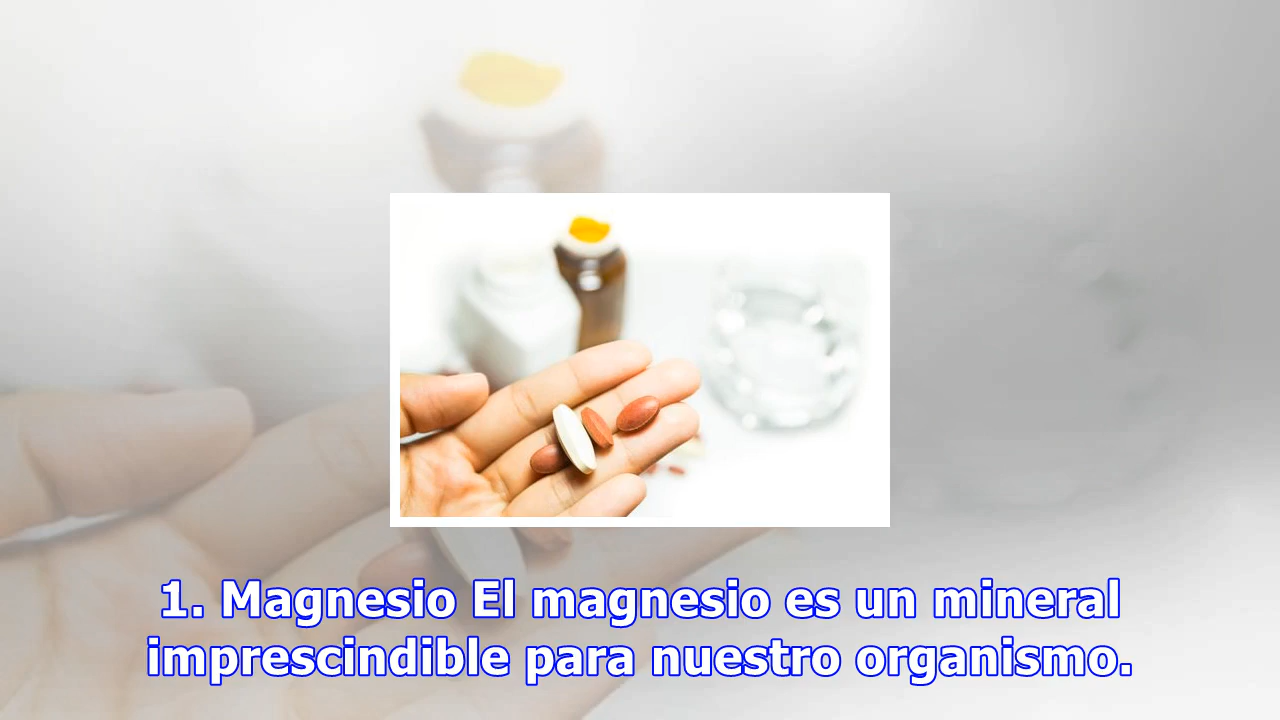 1. Magnesio El magnesio es un mineral
imprescindible para nuestro organismo.